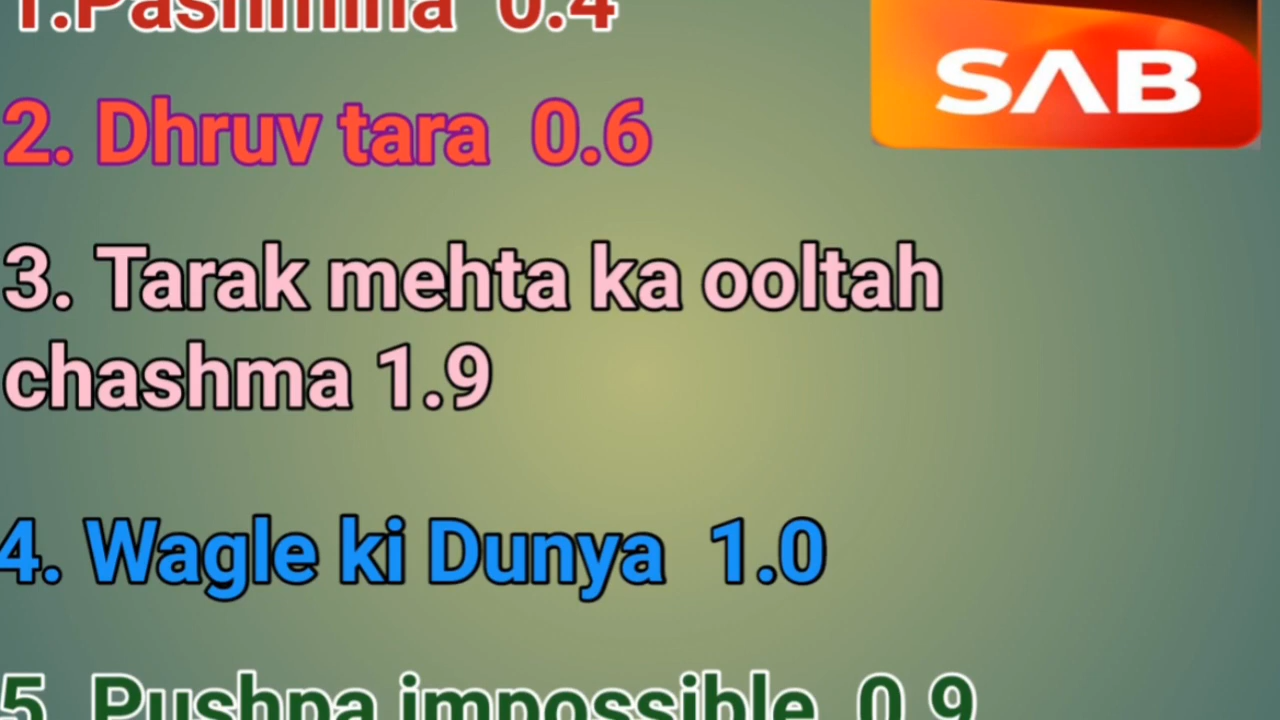 1.Pashmina 0.4
SAB
2. Dhruv tara 0.6
3. Tarak mehta ka ooltah
chashma 1.9
4. Wagle ki Dunya 1.0
5. Pushpa impossible 0.9